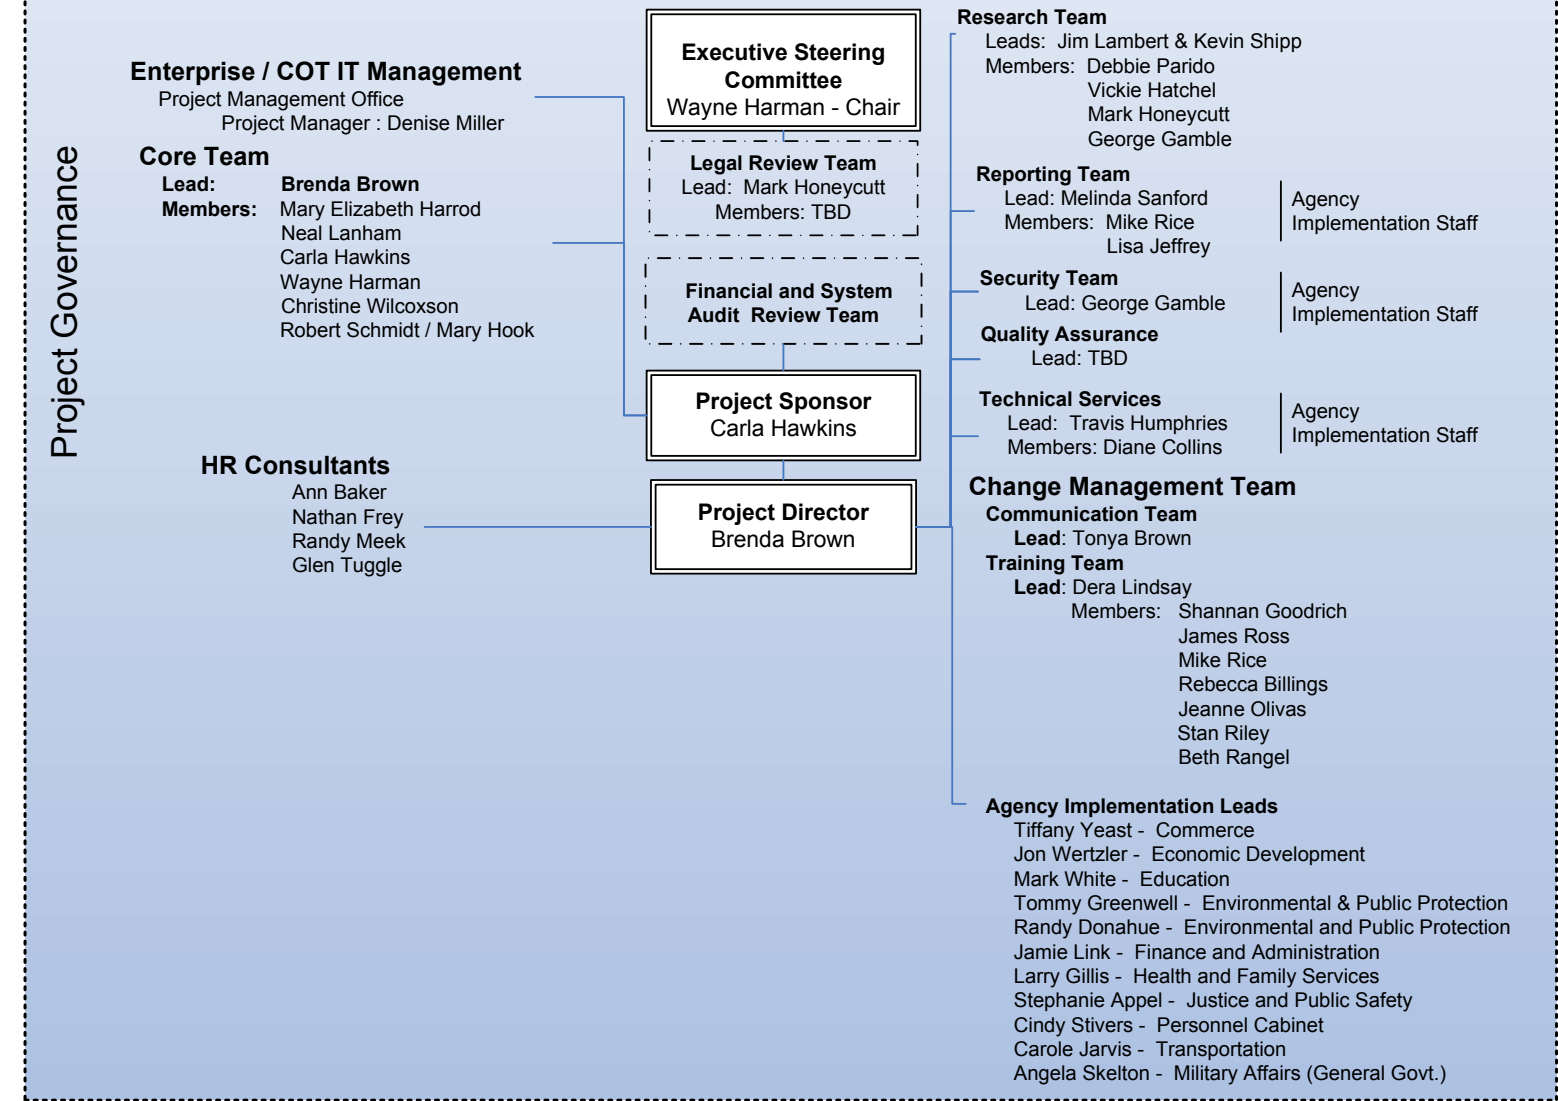 Project Governance
Enterprise / COT IT Management
Project Management Office
Project Manager : Denise Miller
Core Team
Lead: Brenda Brown
Members: Mary Elizabeth Harrod
Neal Lanham
Carla Hawkins
Wayne Harman
Christine Wilcoxson
Robert Schmidt / Mary Hook
HR Consultants
Ann Baker
Nathan Frey
Randy Meek
Glen Tuggle
Executive Steering
Committee
Wayne Harman - Chair
Legal Review Team
Lead: Mark Honeycutt
Members: TBD
Financial and System
Audit Review Team
Project Sponsor
Carla Hawkins
Project Director
Brenda Brown
Research Team
Leads: Jim Lambert & Kevin Shipp
Members: Debbie Parido
Vickie Hatchel
Mark Honeycutt
George Gamble
Reporting Team
Lead: Melinda Sanford
Members: Mike Rice
Lisa Jeffrey
Agency
Implementation Staff
Security Team
Lead: George Gamble
Agency
Implementation Staff
Quality Assurance
Lead: TBD
Technical Services
Lead: Travis Humphries
Members: Diane Collins
Agency
Implementation Staff
Change Management Team
Communication Team
Lead: Tonya Brown
Training Team
Lead: Dera Lindsay
Members: Shannan Goodrich
James Ross
Mike Rice
Rebecca Billings
Jeanne Olivas
Stan Riley
Beth Rangel
Agency Implementation Leads
Tiffany Yeast - Commerce
Jon Wertzler - Economic Development
Mark White - Education
Tommy Greenwell - Environmental & Public Protection
Randy Donahue - Environmental and Public Protection
Jamie Link - Finance and Administration
Larry Gillis - Health and Family Services
Stephanie Appel - Justice and Public Safety
Cindy Stivers - Personnel Cabinet
Carole Jarvis - Transportation
Angela Skelton - Military Affairs (General Govt.)